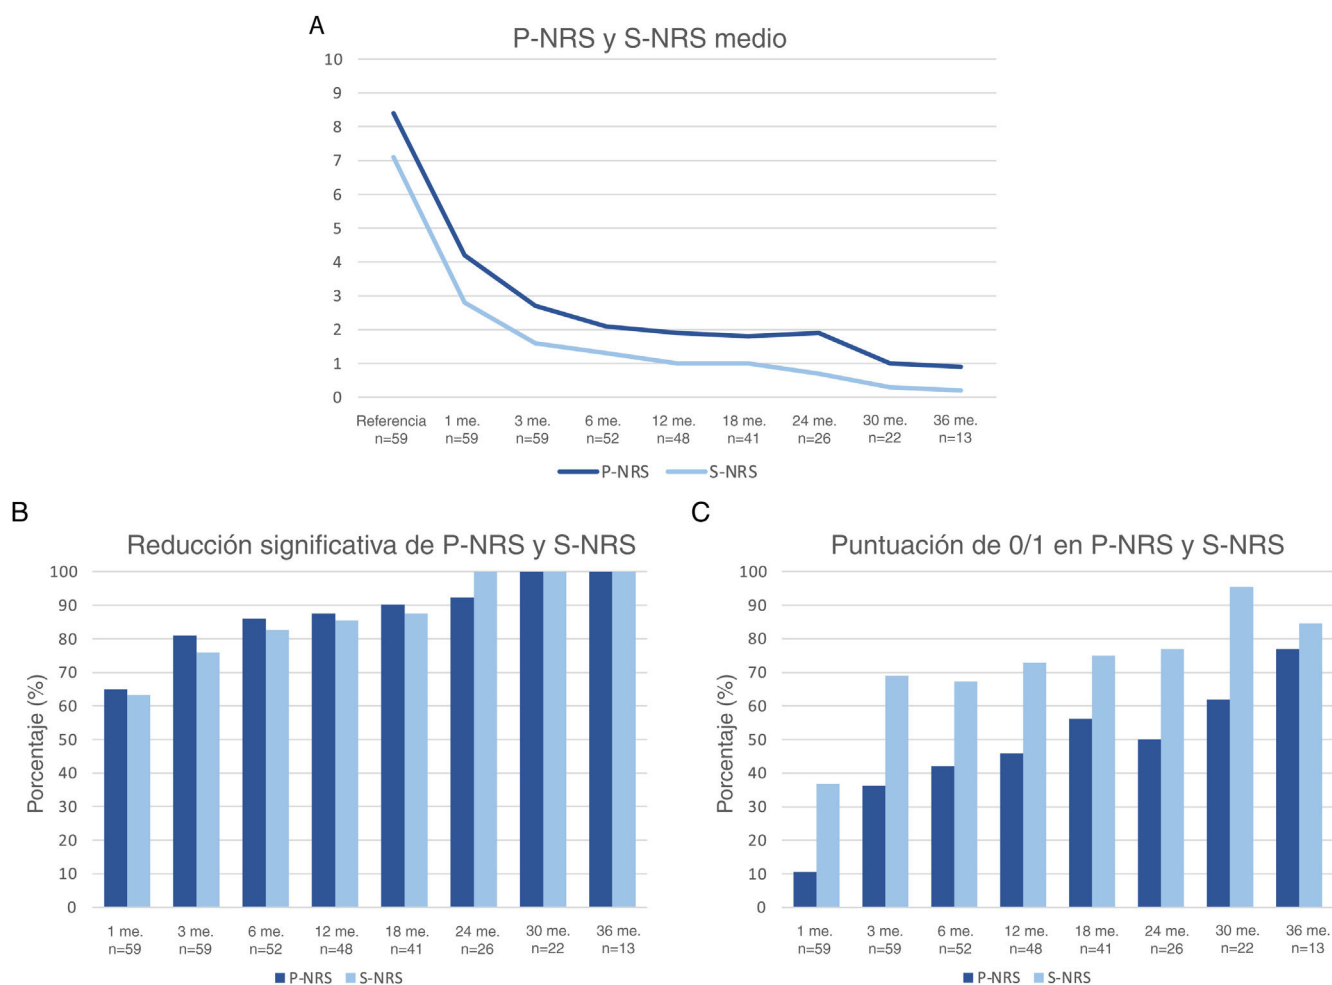 A
P-NRS y S-NRS medio
10
9
8
7
6
5
4
3
2
1
0
Referencia 1 me. 3 me. 6 me. 12 me. 18 me. 24 me. 30 me. 36 me.
n=59 n=59 n=59 n=52 n=48 n=41 n=26 n=22 n=13
P-NRS S-NRS
B
Reducción significativa de P-NRS y S-NRS
Porcentaje (%)
100
90
80
70
60
50
40
30
20
10
0
1 me. 3 me. 6 me. 12 me. 18 me. 24 me. 30 me. 36 me.
n=59 n=59 n=52 n=48 n=41 n=26 n=22 n=13
P-NRS S-NRS
C
Puntuación de 0/1 en P-NRS y S-NRS
Porcentaje (%)
100
90
80
70
60
50
40
30
20
10
0
1 me. 3 me. 6 me. 12 me. 18 me. 24 me. 30 me. 36 me.
n=59 n=59 n=52 n=48 n=41 n=26 n=22 n=13
P-NRS S-NRS